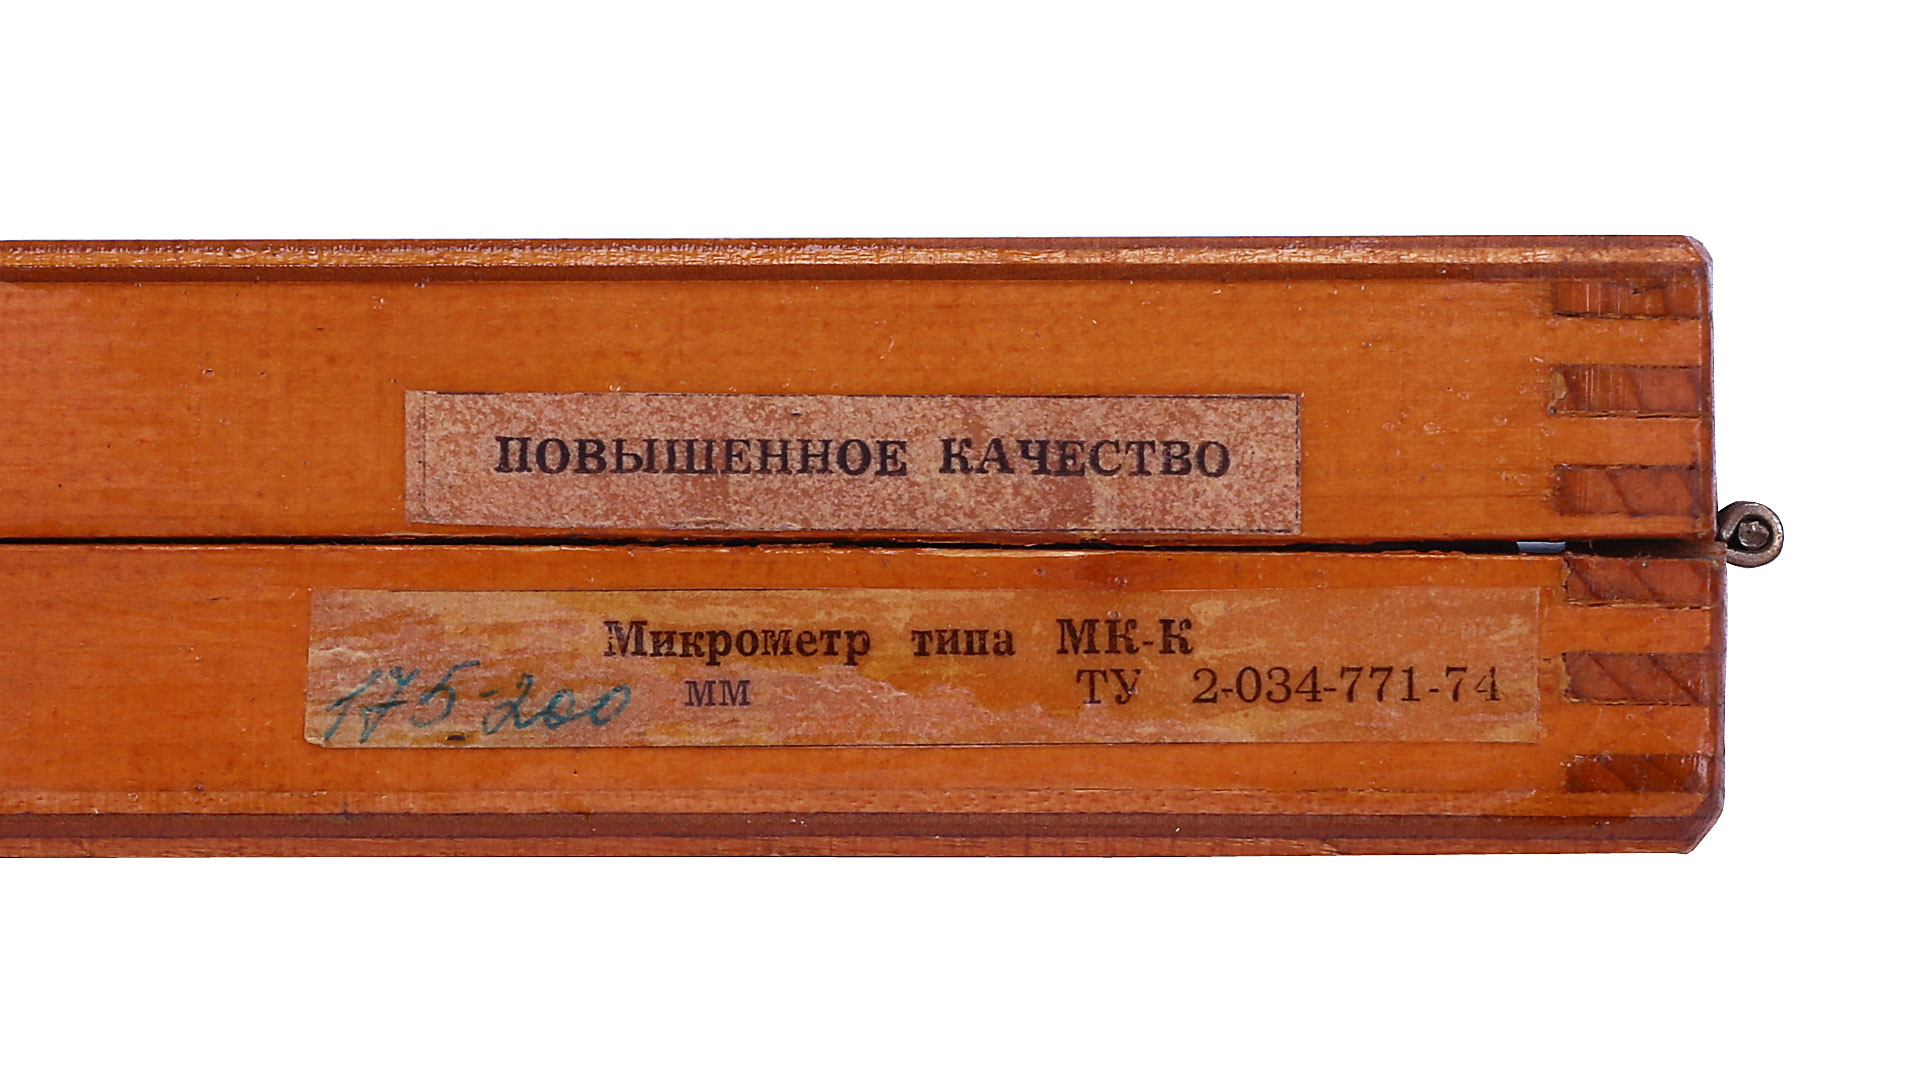 ПОВЫШЕННОЕ КАЧЕСТВО
Микрометр типа МК-К
175-200 мм ТУ 2-034-771-74